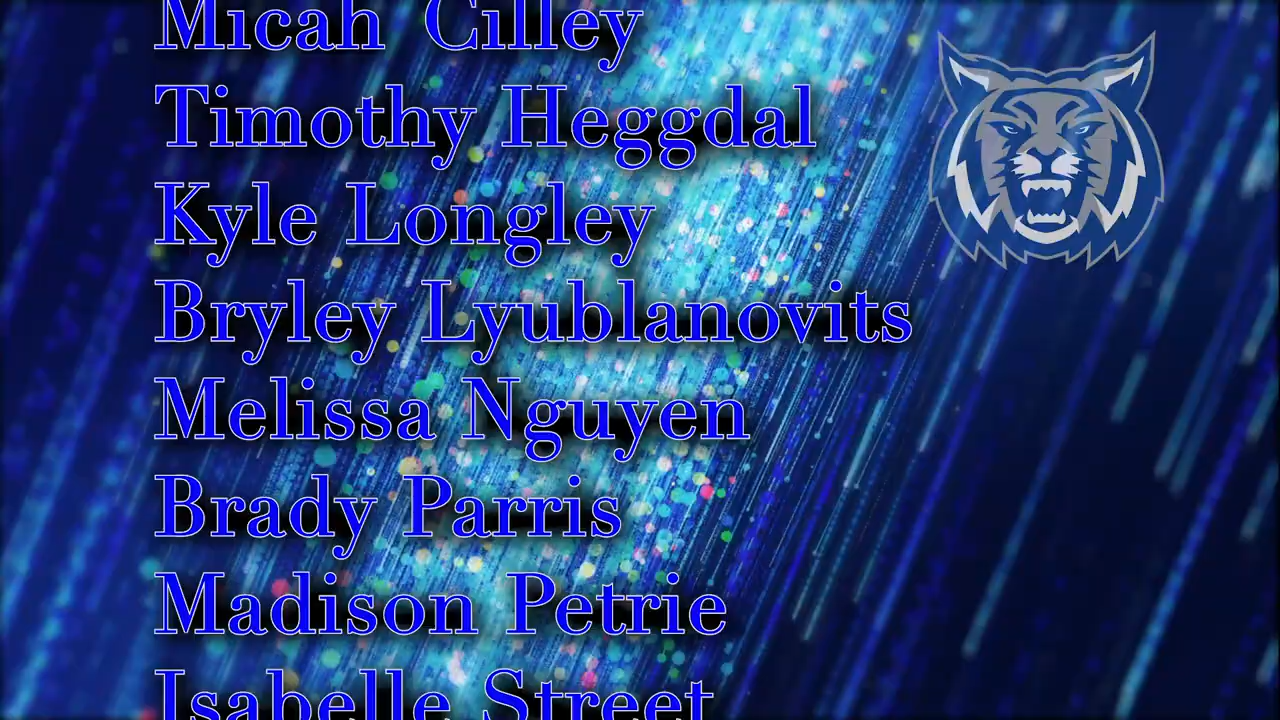 Micah Cilley
Timothy Heggdal
Kyle Longley
Bryley Lyublanovits
Melissa Nguyen
Brady Parris
Madison Petrie
Isabelle Street